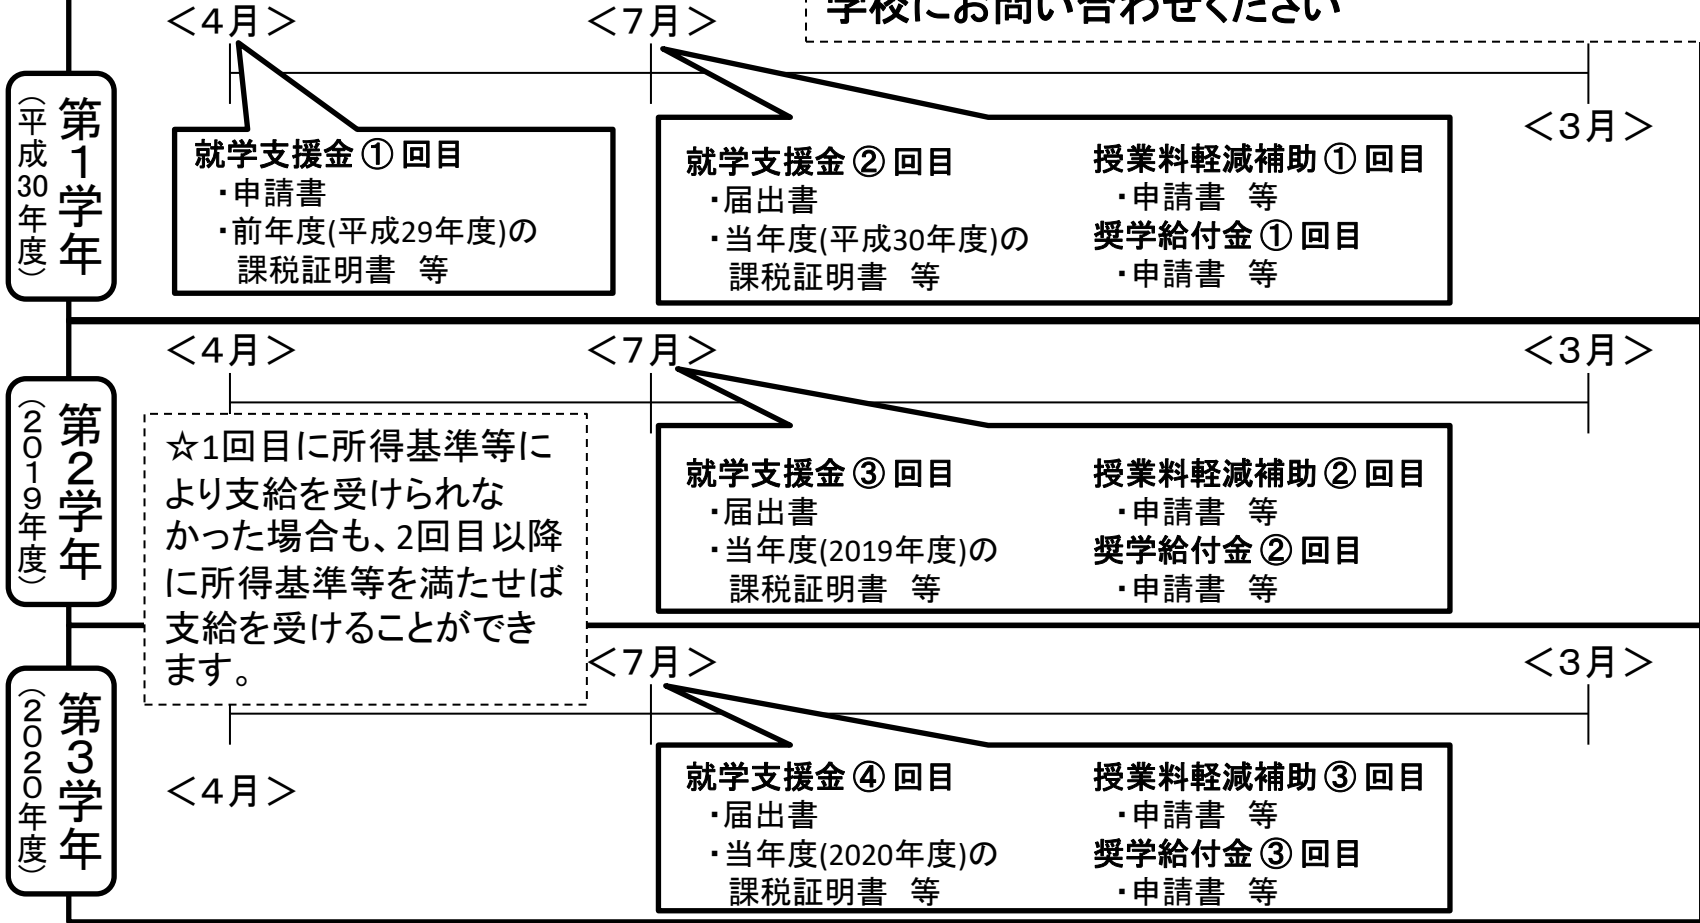 学校にお問い合わせください
＜4月＞
＜7月＞
＜3月＞
第1学年
（平成30年度）
就学支援金 ① 回目
・申請書
・前年度(平成29年度)の
課税証明書　等
就学支援金 ② 回目
・届出書
・当年度(平成30年度)の
課税証明書　等
授業料軽減補助 ① 回目
・申請書　等
奨学給付金 ① 回目
・申請書　等
＜4月＞
＜7月＞
＜3月＞
第2学年
（2019年度）
☆1回目に所得基準等に
より支給を受けられな
かった場合も、2回目以降
に所得基準等を満たせば
支給を受けることができ
ます。
就学支援金 ③ 回目
・届出書
・当年度(2019年度)の
課税証明書　等
授業料軽減補助 ② 回目
・申請書　等
奨学給付金 ② 回目
・申請書　等
＜7月＞
＜3月＞
第3学年
（2020年度）
＜4月＞
就学支援金 ④ 回目
・届出書
・当年度(2020年度)の
課税証明書　等
授業料軽減補助 ③ 回目
・申請書　等
奨学給付金 ③ 回目
・申請書　等